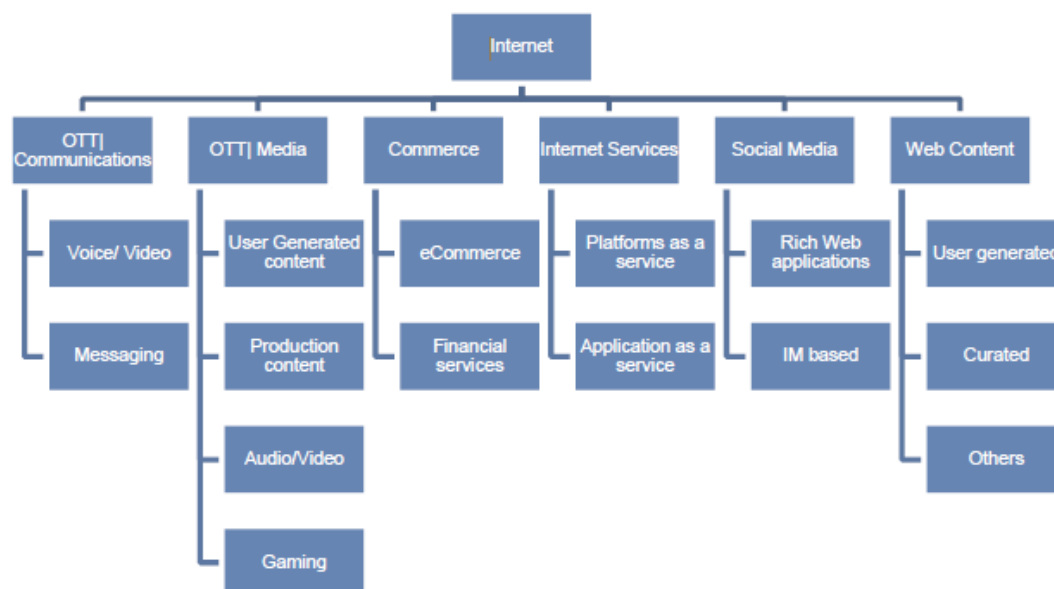 Internet
OTT|
Communications
OTT| Media
Commerce
Internet Services
Social Media
Web Content
Voice/ Video
Messaging
User Generated
content
Production
content
Audio/Video
Gaming
eCommerce
Financial
services
Platforms as a
service
Application as a
service
Rich Web
applications
IM based
User generated
Curated
Others